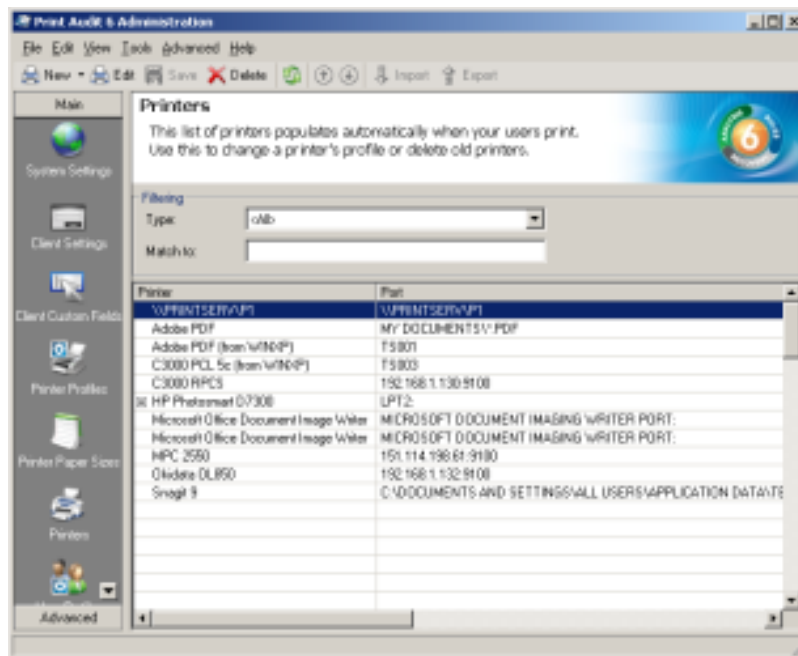 Print Audit 6 Administration
File Edit View Tools Advanced Help
New Edit Save Delete Import Export
Main
System Settings
Client Settings
Client Custom Fields
Printer Profiles
Printer Paper Sizes
Printers
Advanced
Printers
This list of printers populates automatically when your users print.
Use this to change a printer's profile or delete old printers.
6
Filtering
Type: <All>
Match to:
Printer Port
\\PRINTSERV\P1 \\PRINTSERV\P1
Adobe PDF MY DOCUMENTS\*.PDF
Adobe PDF (from WINXP) TS001
C3000 PCL 5c (from WINXP) TS003
C3000 RPCS 192.168.1.130:9100
HP Photosmart D7300 LPT2:
Microsoft Office Document Image Writer MICROSOFT DOCUMENT IMAGING WRITER PORT:
Microsoft Office Document Image Writer MICROSOFT DOCUMENT IMAGING WRITER PORT:
MPC 2550 151.114.198.61:9100
Okidata DL850 192.168.1.132:9100
Snagit 9 C:\DOCUMENTS AND SETTINGS\ALL USERS\APPLICATION DATA\TE